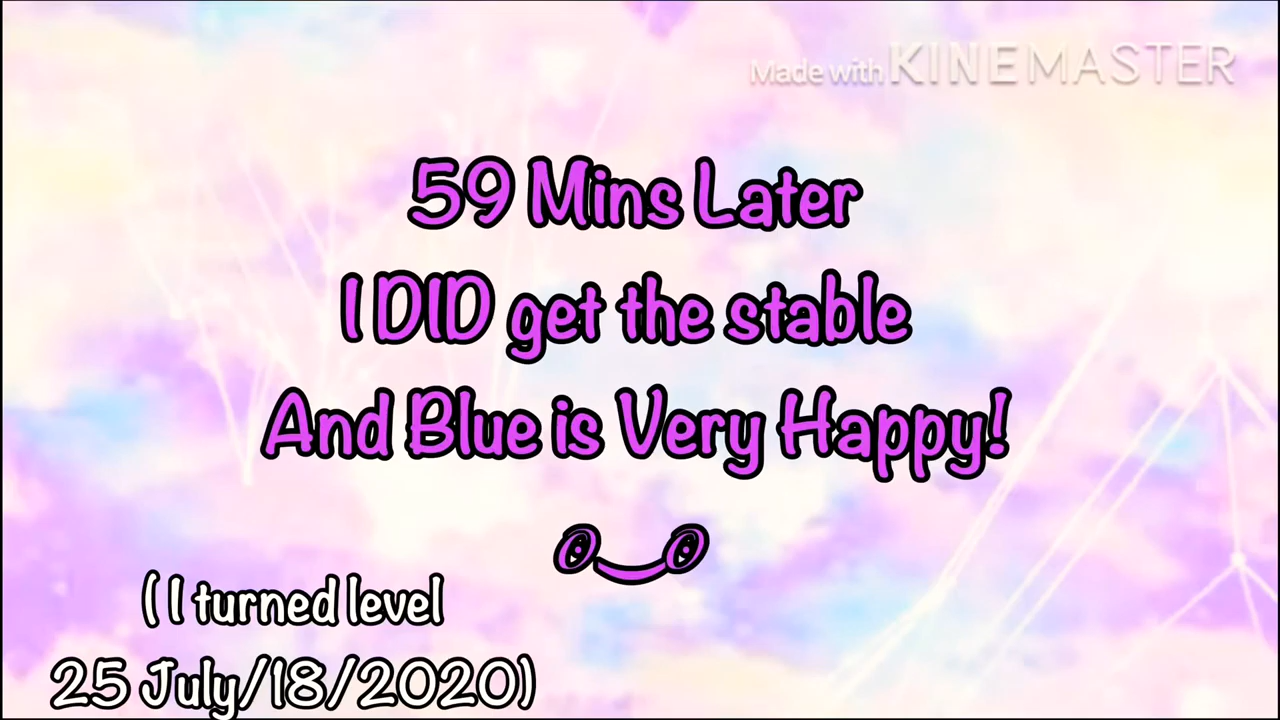 Made with KINEMASTER
59 Mins Later
I DID get the stable
And Blue is Very Happy!
ʘ‿ʘ
( I turned level
25 July/18/2020)